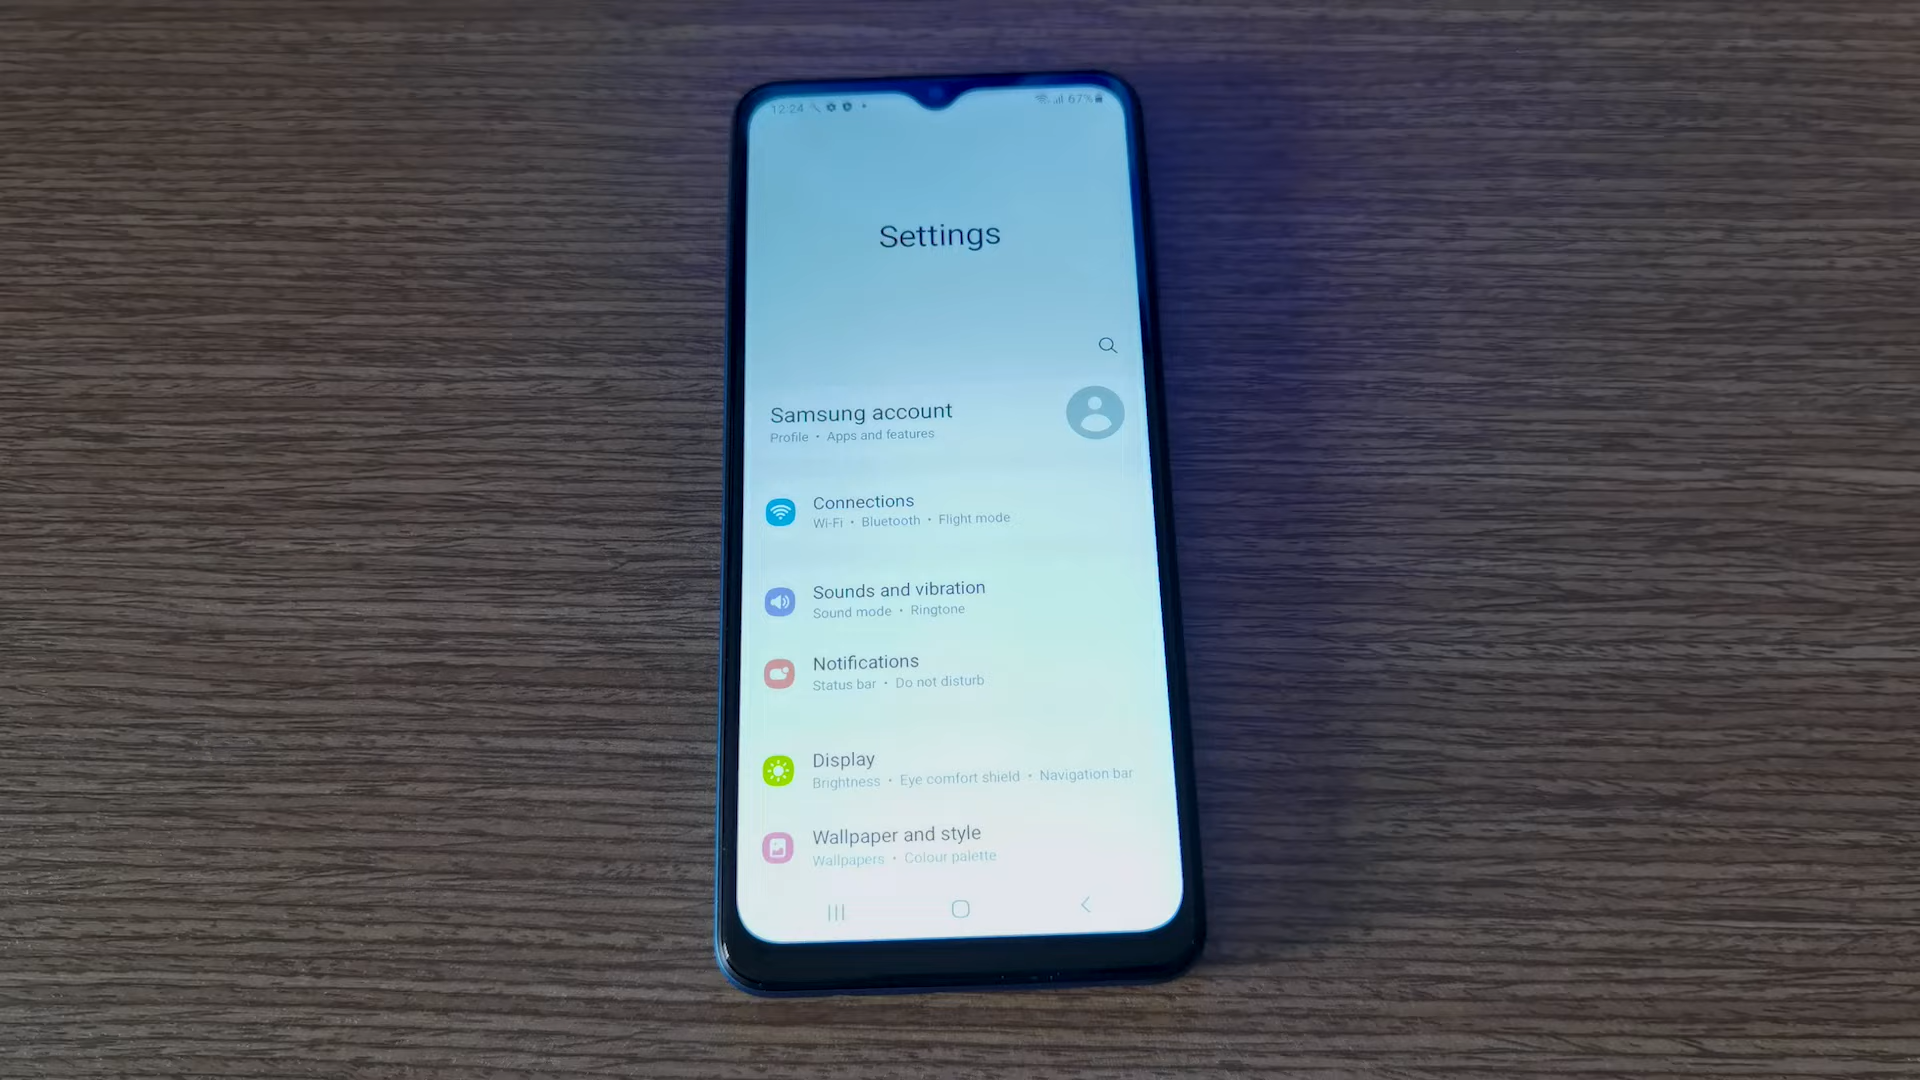 12:24 67%
Settings
Samsung account
Profile • Apps and features
Connections
Wi-Fi • Bluetooth • Flight mode
Sounds and vibration
Sound mode • Ringtone
Notifications
Status bar • Do not disturb
Display
Brightness • Eye comfort shield • Navigation bar
Wallpaper and style
Wallpapers • Colour palette